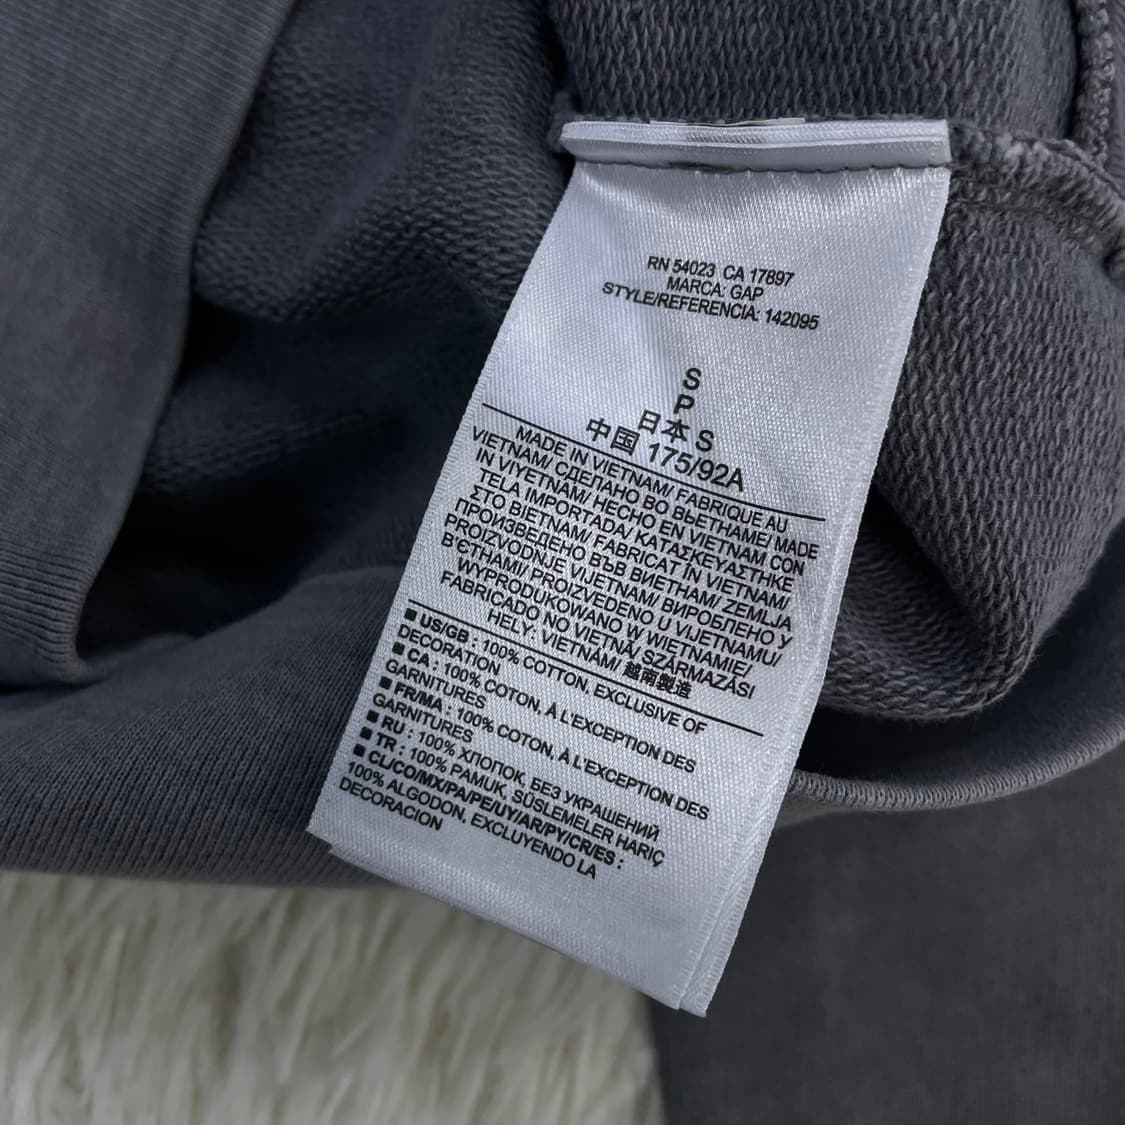 RN 54023 CA 17897
MARCA: GAP
STYLE/REFERENCIA: 142095
S
P
日本 S
中国 175/92A
MADE IN VIETNAM/ FABRIQUE AU
VIETNAM/ СДЕЛАНО ВО ВЬЕТНАМЕ/ MADE
IN VIYETNAM/ HECHO EN VIETNAM CON
TELA IMPORTADA/ ΚΑΤΑΣΚΕΥΑΣΤΗΚΕ
ΣΤΟ ΒΙΕΤΝΑΜ/ FABRICAT ÎN VIETNAM/
ПРОИЗВЕДЕНО ВЪВ ВИЕТНАМ/ ZEMLJA
PROIZVODNJE VIJETNAM/ ВИРОБЛЕНО У
В'ЄТНАМІ/ PROIZVEDENO U VIJETNAMU/
WYPRODUKOWANO W WIETNAMIE/
FABRICADO NO VIETNÃ/ SZÁRMAZÁSI
HELY: VIETNAM/ 越南製造
■ US/GB : 100% COTTON, EXCLUSIVE OF
DECORATION
■ CA : 100% COTON, À L'EXCEPTION DES
GARNITURES
■ FR/MA : 100% COTON, À L'EXCEPTION DES
GARNITURES
■ RU : 100% ХЛОПОК, БЕЗ УКРАШЕНИЙ
■ TR : 100% PAMUK, SÜSLEMELER HARİÇ
■ CL/CO/MX/PA/PE/UY/AR/PY/CR/ES :
100% ALGODON, EXCLUYENDO LA
DECORACION